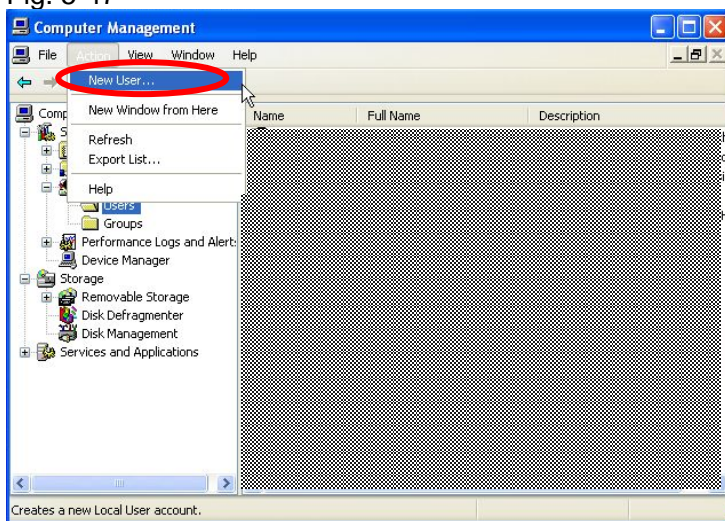 Computer Management
File Action View Window Help
New User...
New Window from Here
Refresh
Export List...
Help
Name Full Name Description
Users
Groups
Performance Logs and Alert
Device Manager
Storage
Removable Storage
Disk Defragmenter
Disk Management
Services and Applications
Creates a new Local User account.